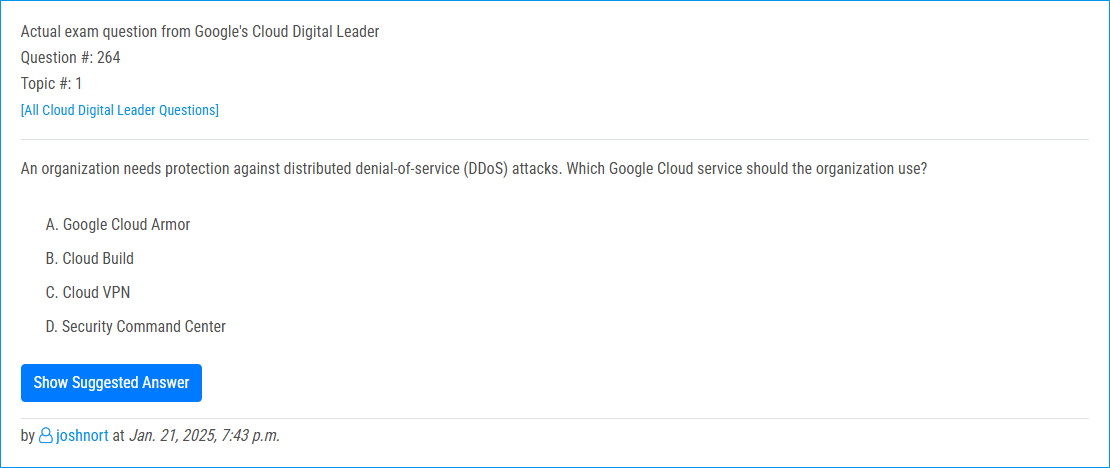 Actual exam question from Google's Cloud Digital Leader
Question #: 264
Topic #: 1
[All Cloud Digital Leader Questions]
An organization needs protection against distributed denial-of-service (DDoS) attacks. Which Google Cloud service should the organization use?
A. Google Cloud Armor
B. Cloud Build
C. Cloud VPN
D. Security Command Center
Show Suggested Answer
by joshnort at Jan. 21, 2025, 7:43 p.m.